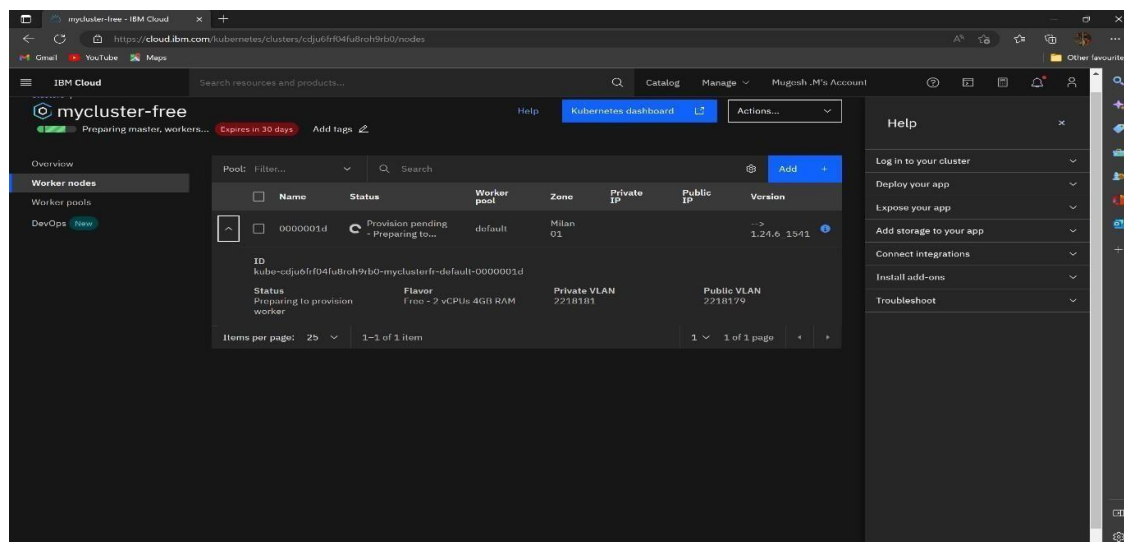 mycluster-free - IBM Cloud
https://cloud.ibm.com/kubernetes/clusters/cdju6frf04fu8roh9rb0/nodes
Gmail YouTube Maps Other favourite
IBM Cloud Search resources and products... Catalog Manage Mugesh .M's Account
mycluster-free Help Kubernetes dashboard Actions...
Preparing master, workers... Expires in 30 days Add tags
Help
Overview
Worker nodes
Worker pools
DevOps New
Pool: Filter... Search Add +
Name Status Worker pool Zone Private IP Public IP Version
0000001d Provision pending - Preparing to... default Milan 01 --> 1.24.6_1541
ID
kube-cdju6frf04fu8roh9rb0-myclusterfr-default-0000001d
Status Flavor Private VLAN Public VLAN
Preparing to provision worker Free - 2 vCPUs 4GB RAM 2218181 2218179
Items per page: 25 1–1 of 1 item 1 1 of 1 page
Log in to your cluster
Deploy your app
Expose your app
Add storage to your app
Connect integrations
Install add-ons
Troubleshoot